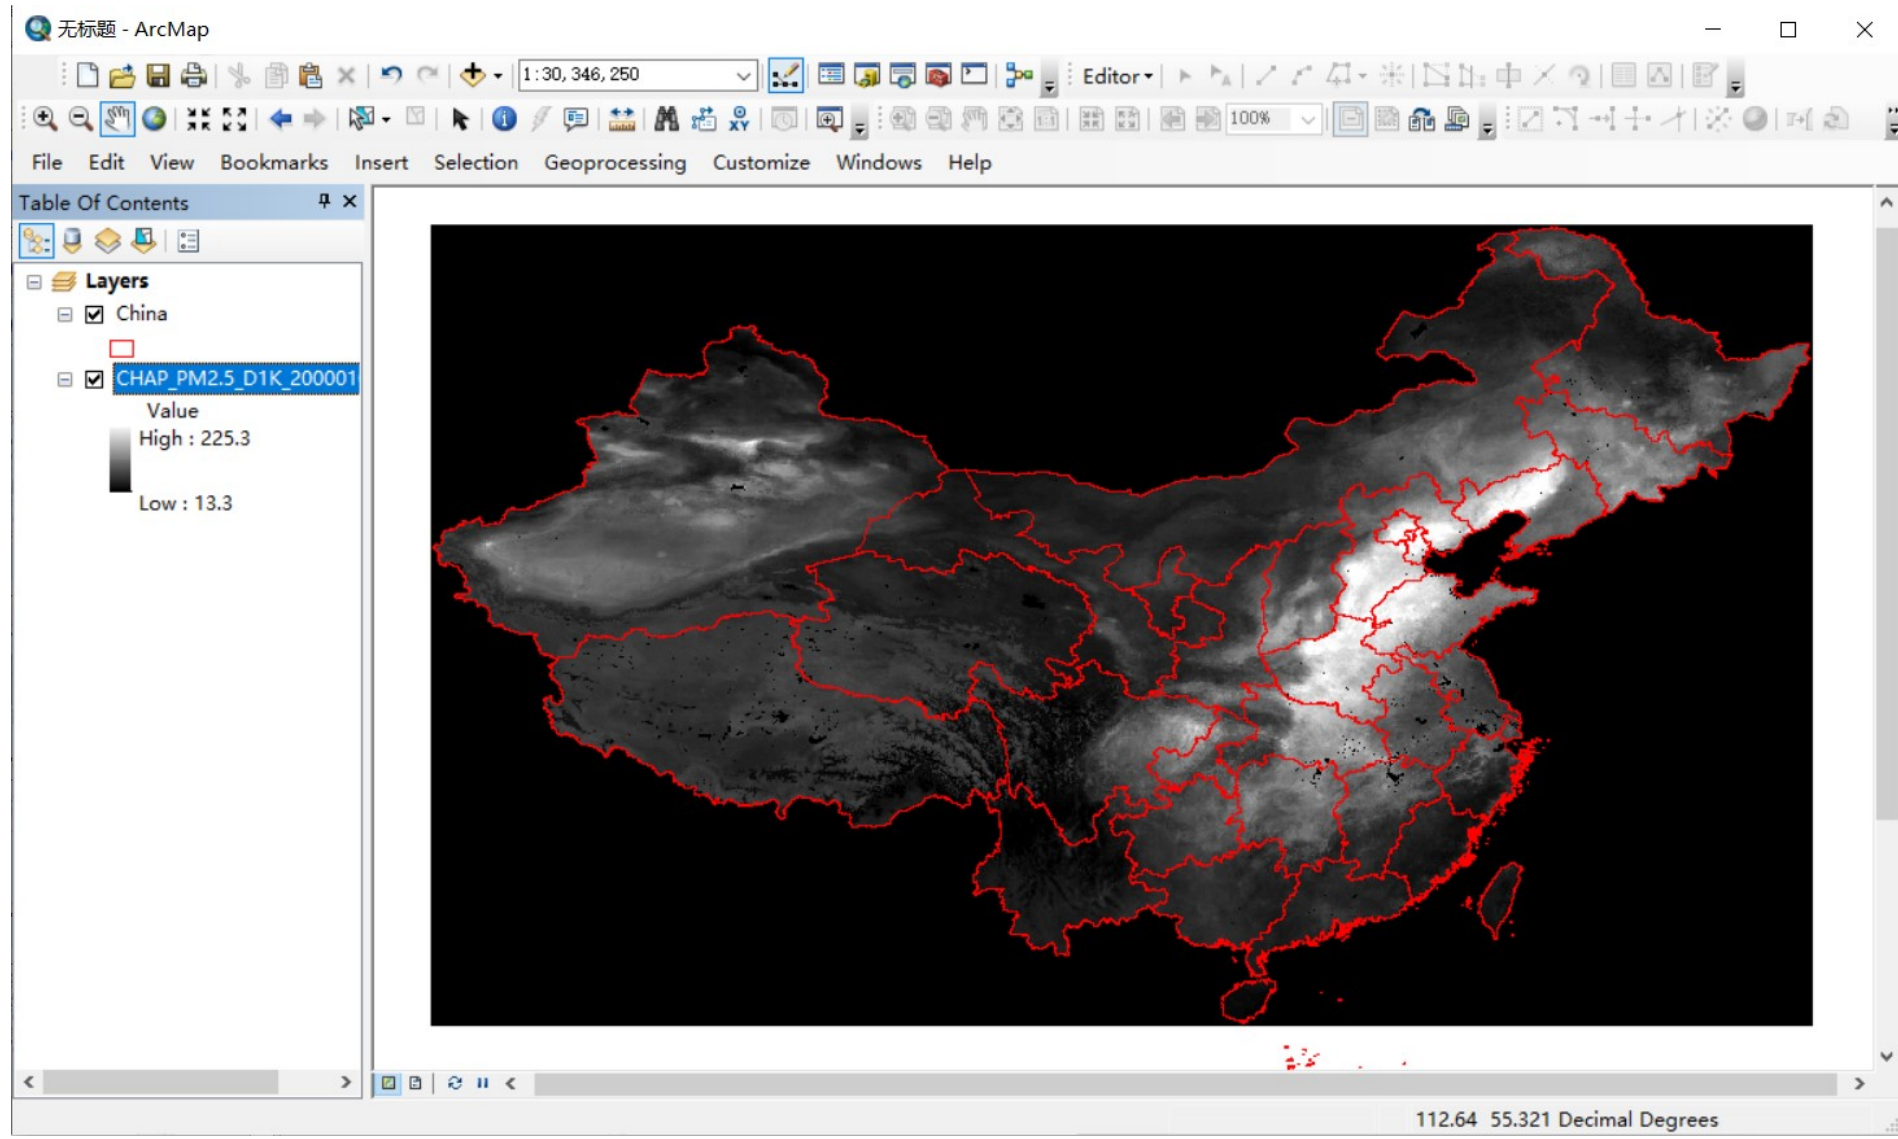 无标题 - ArcMap
1:30,346,250
Editor
100%
File Edit View Bookmarks Insert Selection Geoprocessing Customize Windows Help
Table Of Contents
Layers
China
CHAP_PM2.5_D1K_200001
Value
High : 225.3
Low : 13.3
112.64 55.321 Decimal Degrees